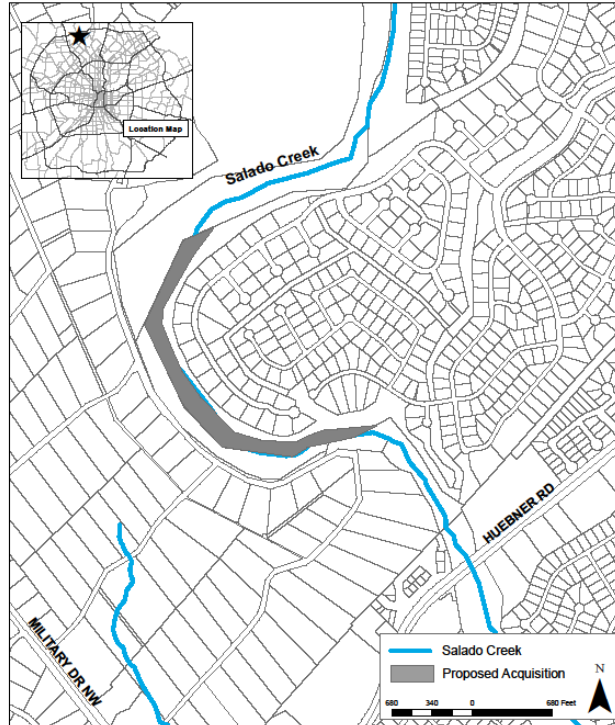 Location Map
Salado Creek
HUEBNER RD
MILITARY DR NW
Salado Creek
Proposed Acquisition
N
680 340 0 680 Feet